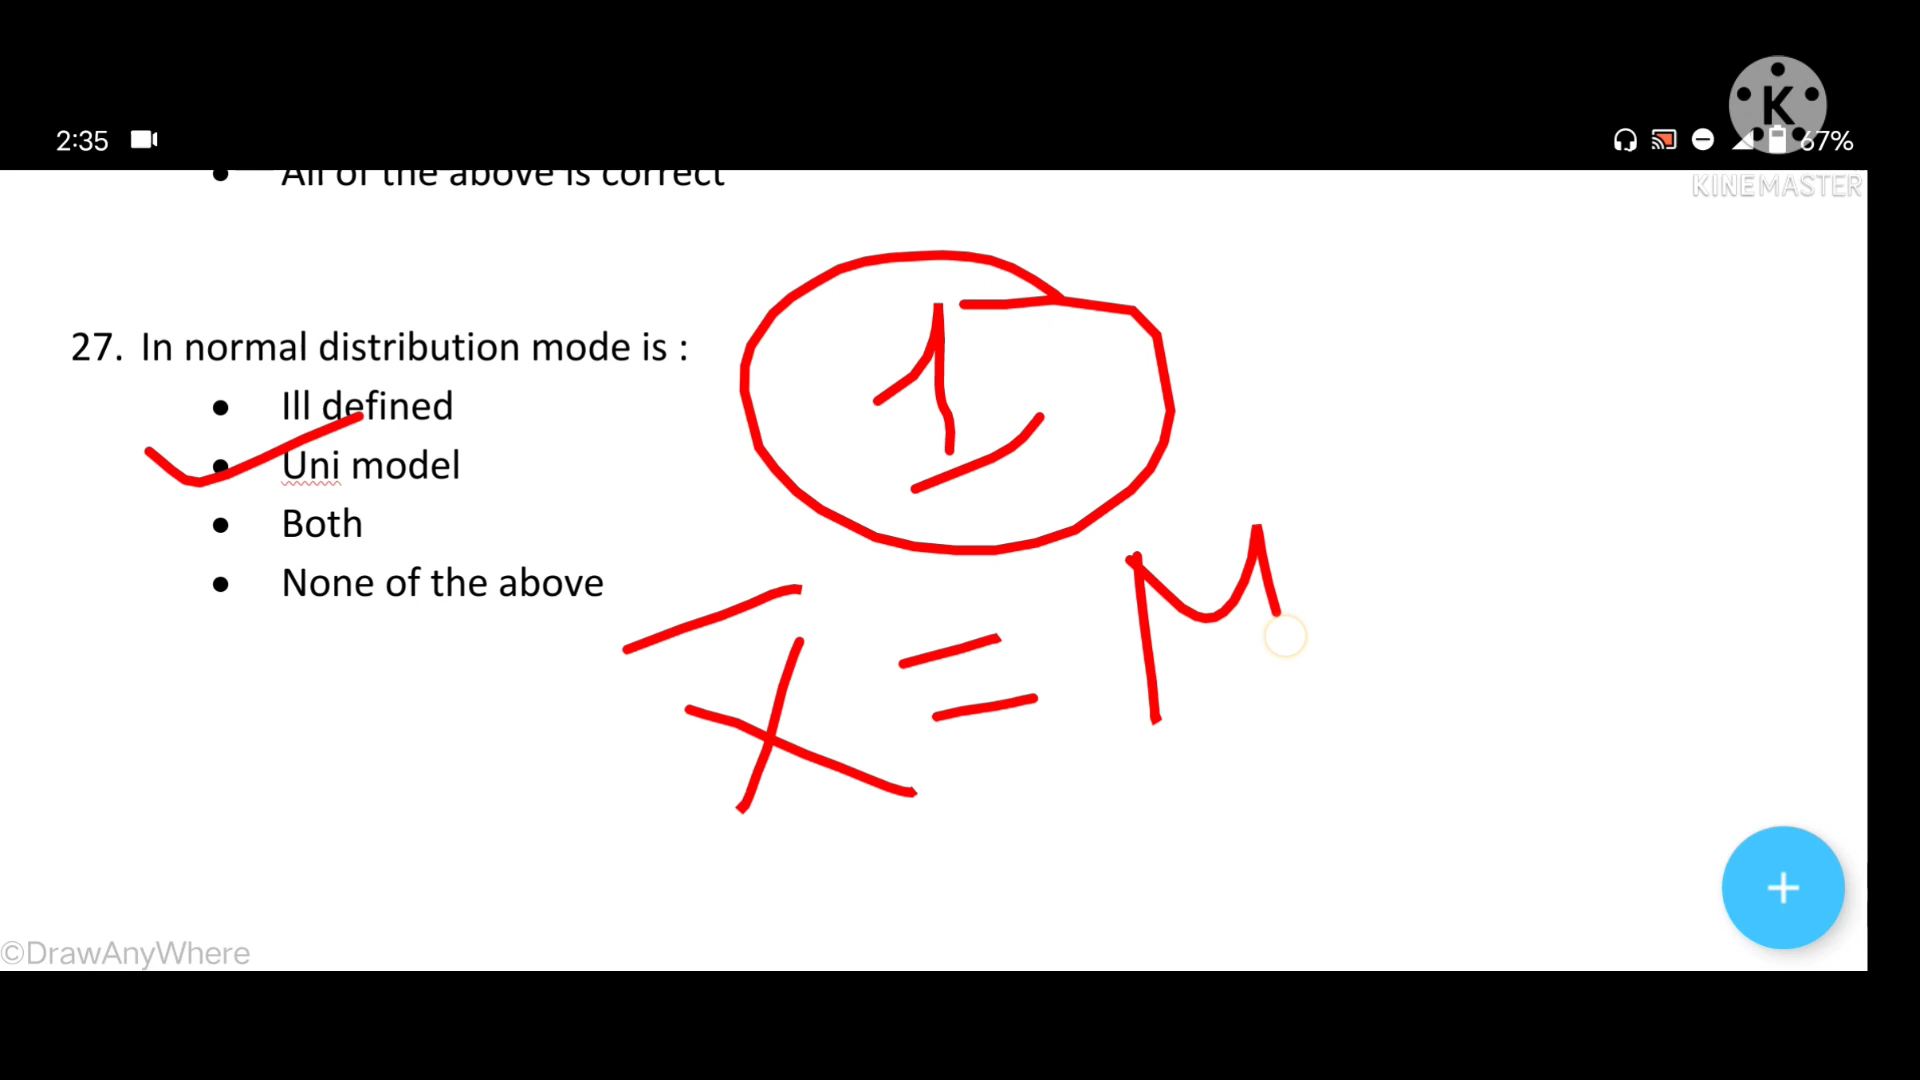 2:35
67%
K
KINEMASTER
All of the above is correct
27. In normal distribution mode is :
1
• Ill defined
• Uni model
• Both
• None of the above
X̄ = M
+
©DrawAnyWhere